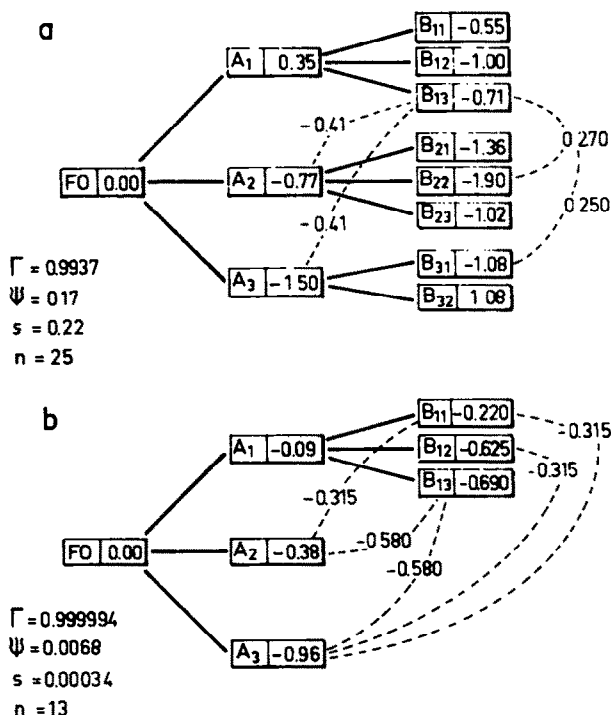 a
B11 -0.55
A1 0.35
B12 -1.00
B13 -0.71
-0.41
B21 -1.36
0.270
FO 0.00
A2 -0.77
B22 -1.90
0.250
B23 -1.02
-0.41
Γ = 0.9937
A3 -1.50
B31 -1.08
Ψ = 017
B32 1.08
s = 0.22
n = 25
b
B11 -0.220
-0.315
A1 -0.09
B12 -0.625
-0.315
B13 -0.690
-0.315
FO 0.00
A2 -0.38
-0.580
-0.580
Γ = 0.999994
Ψ = 0.0068
A3 -0.96
s = 0.00034
n = 13